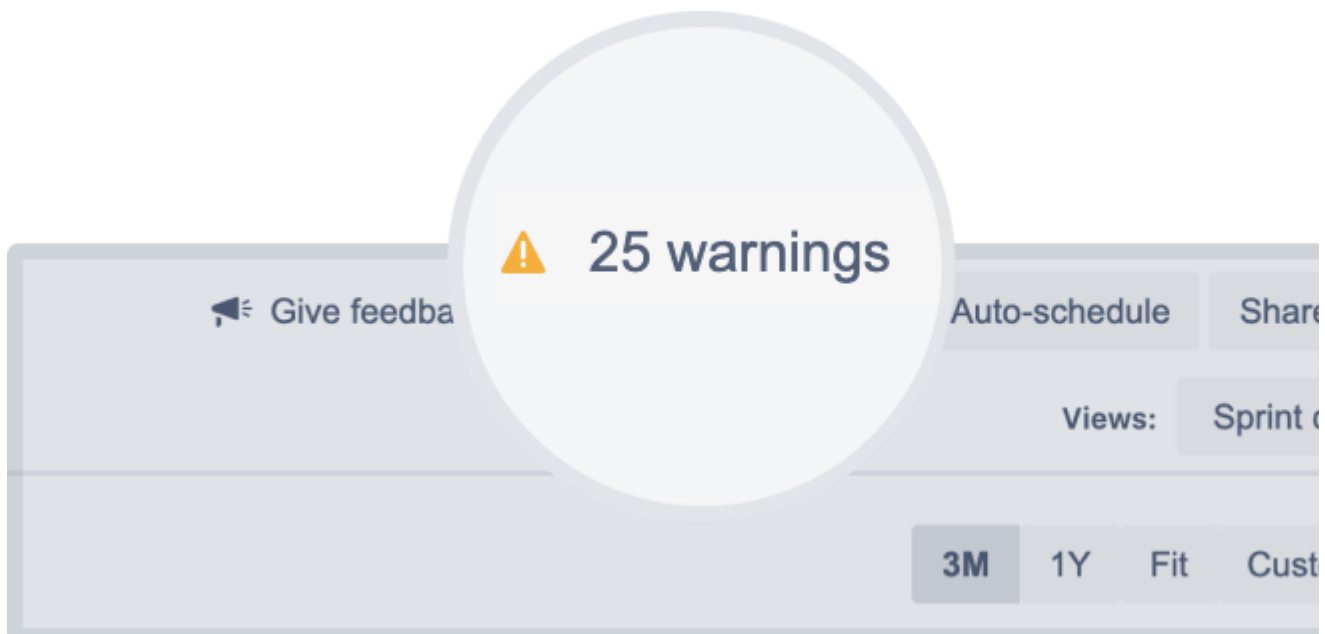 25 warnings
Give feedba
Auto-schedule
Share
Views:
Sprint
3M
1Y
Fit
Cust